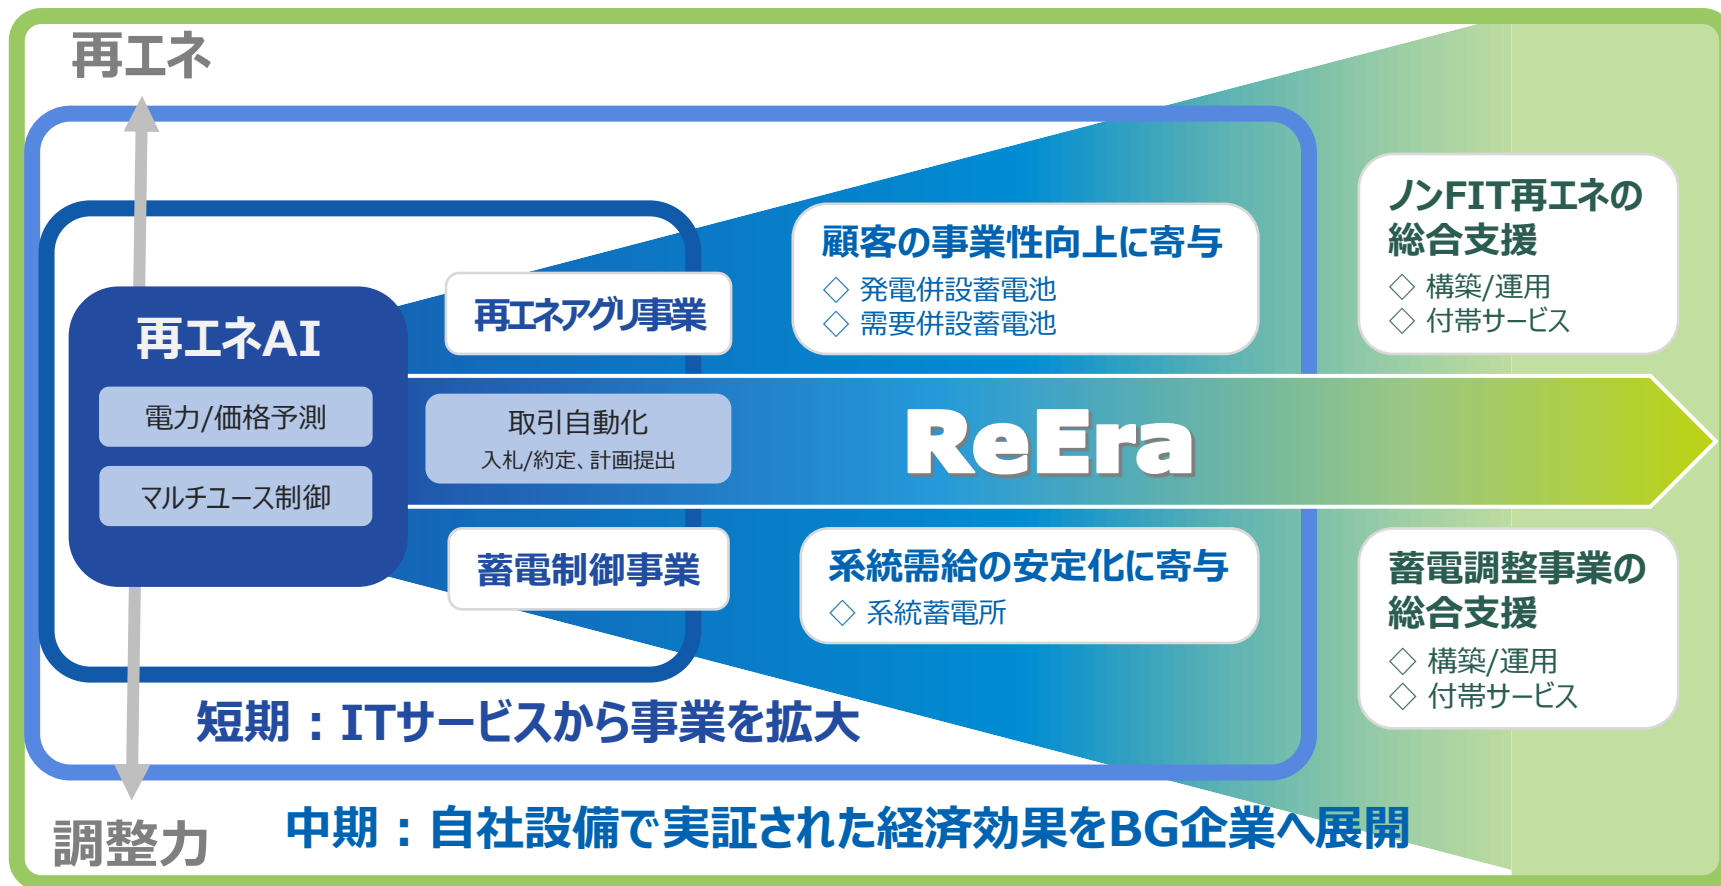 再エネ
再エネAI
電力/価格予測
マルチユース制御
再エネアグリ事業
取引自動化
入札/約定、計画提出
蓄電制御事業
顧客の事業性向上に寄与
◇ 発電併設蓄電池
◇ 需要併設蓄電池
ReEra
系統需給の安定化に寄与
◇ 系統蓄電所
ノンFIT再エネの
総合支援
◇ 構築/運用
◇ 付帯サービス
蓄電調整事業の
総合支援
◇ 構築/運用
◇ 付帯サービス
短期：ITサービスから事業を拡大
中期：自社設備で実証された経済効果をBG企業へ展開
調整力